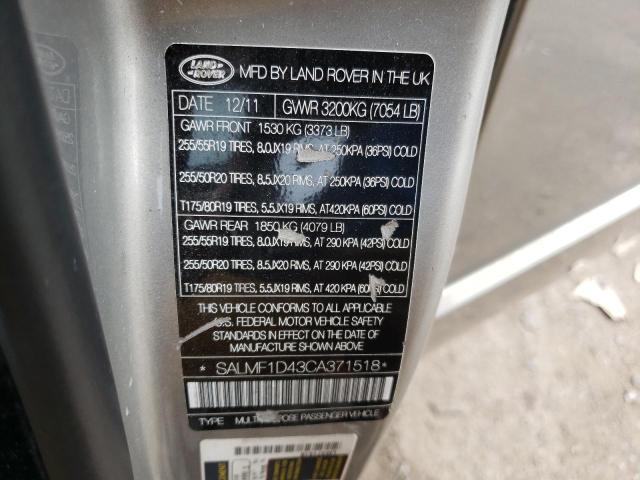 LAND ROVER
MFD BY LAND ROVER IN THE UK
DATE 12/11 GVWR 3200KG (7054 LB)
GAWR FRONT 1530 KG (3373 LB)
255/55R19 TIRES, 8.0JX19 RIMS, AT 250KPA (36PSI) COLD
255/50R20 TIRES, 8.5JX20 RIMS, AT 250KPA (36PSI) COLD
T175/80R19 TIRES, 5.5JX19 RIMS, AT420KPA (60PSI) COLD
GAWR REAR 1850 KG (4079 LB)
255/55R19 TIRES, 8.0JX19 RIMS, AT 290 KPA (42PSI) COLD
255/50R20 TIRES, 8.5JX20 RIMS, AT 290 KPA (42PSI) COLD
T175/80R19 TIRES, 5.5JX19 RIMS, AT 420 KPA (60PSI) COLD
THIS VEHICLE CONFORMS TO ALL APPLICABLE
U.S. FEDERAL MOTOR VEHICLE SAFETY
STANDARDS IN EFFECT ON THE DATE OF
MANUFACTURE SHOWN ABOVE
* SALMF1D43CA371518 *
TYPE MULTIPURPOSE PASSENGER VEHICLE